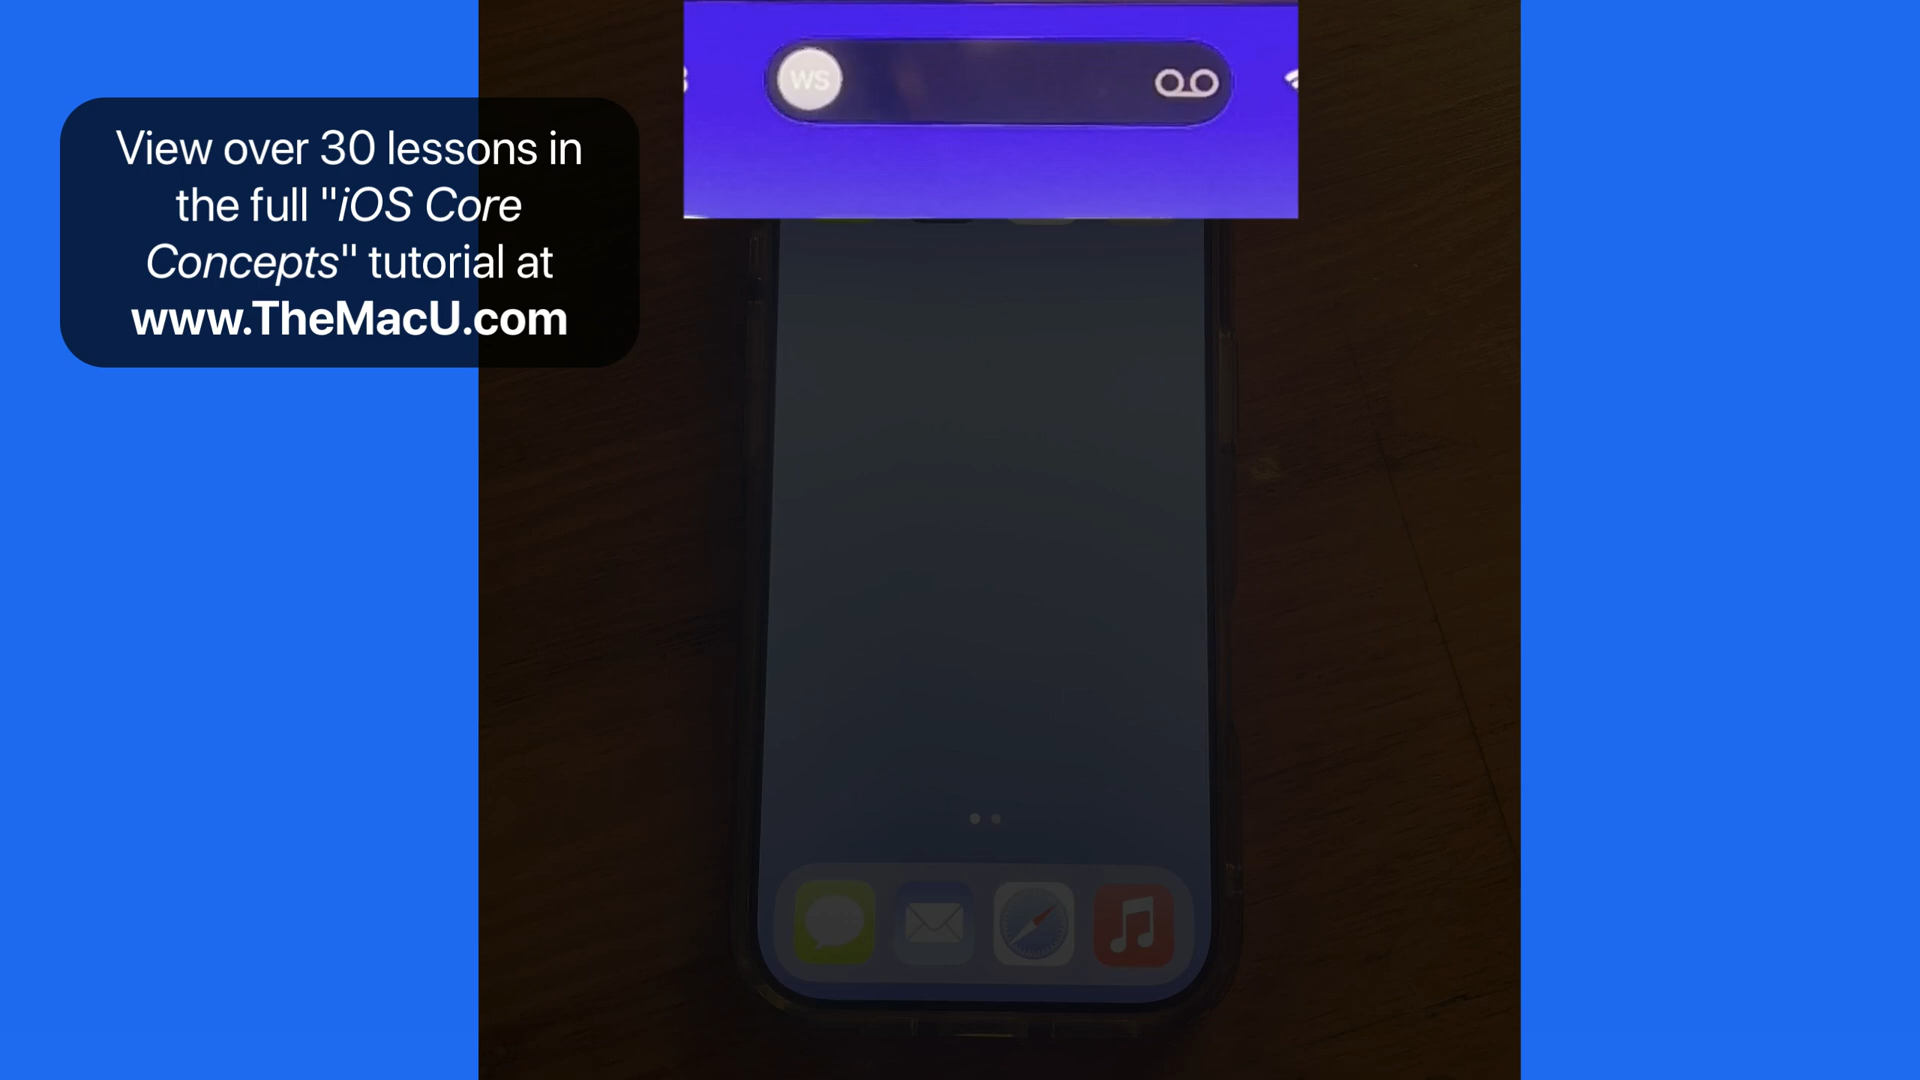 WS
View over 30 lessons in
the full "iOS Core
Concepts" tutorial at
www.TheMacU.com